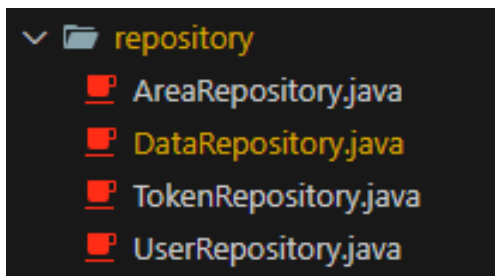 repository
AreaRepository.java
DataRepository.java
TokenRepository.java
UserRepository.java